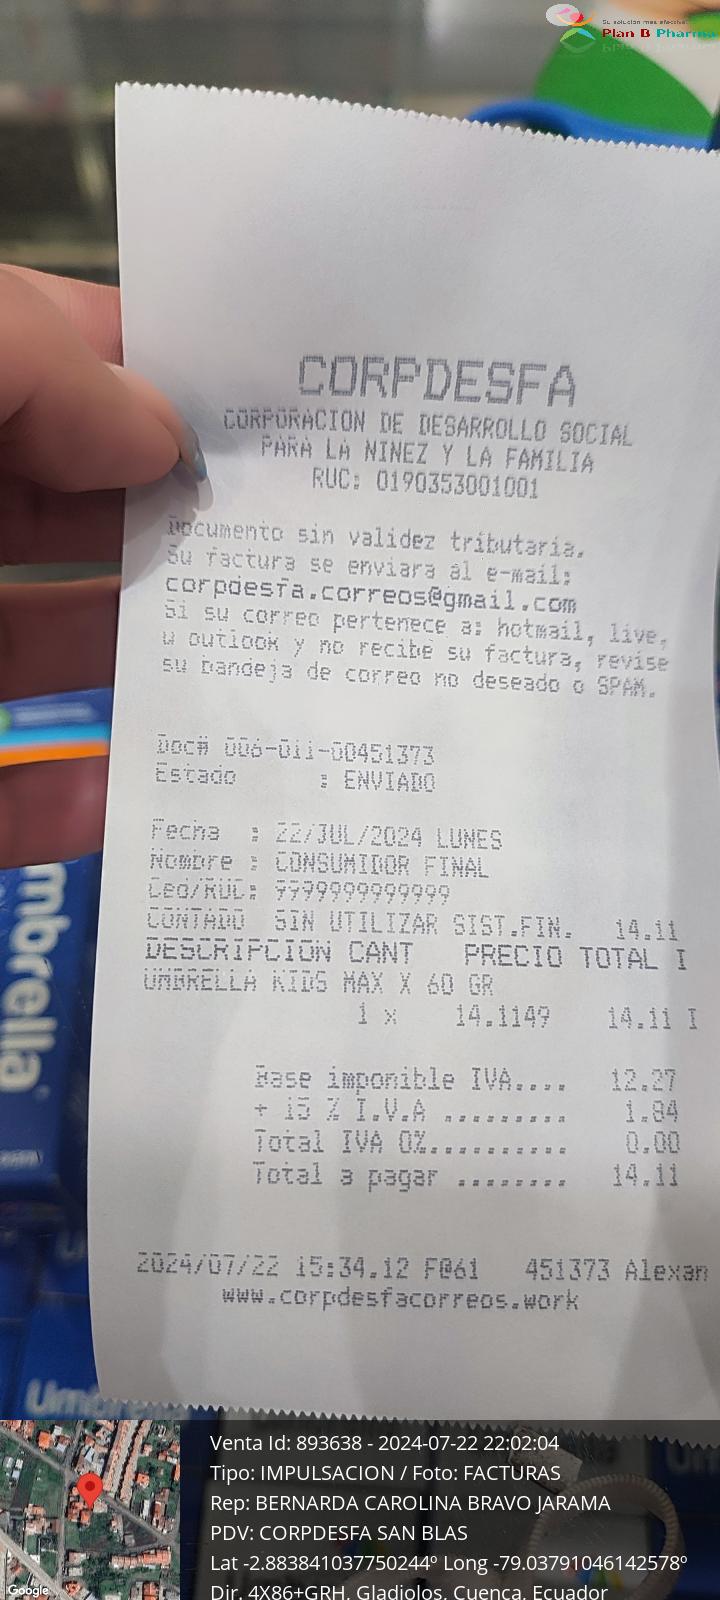 Su solución más efectiva
Plan B Pharma
CORPDESFA
CORPORACION DE DESARROLLO SOCIAL
PARA LA NINEZ Y LA FAMILIA
RUC: 0190353001001
Documento sin validez tributaria.
Su factura se enviara al e-mail:
corpdesfa.correos@gmail.com
Si su correo pertenece a: hotmail, live,
u outlook y no recibe su factura, revise
su bandeja de correo no deseado o SPAM.
Doc# 006-011-00451373
Estado : ENVIADO
Fecha : 22/JUL/2024 LUNES
Nombre : CONSUMIDOR FINAL
Ced/RUC: 9999999999999
CONTADO SIN UTILIZAR SIST.FIN. 14.11
DESCRIPCION CANT PRECIO TOTAL I
UMBRELLA KIDS MAX X 60 GR
1 x 14.1149 14.11 I
Base imponible IVA.... 12.27
+ 15 % I.V.A ......... 1.84
Total IVA 0%.......... 0.00
Total a pagar ........ 14.11
2024/07/22 15:34.12 F@61 451373 Alexan
www.corpdesfacorreos.work
mbrella
Umbre
Venta Id: 893638 - 2024-07-22 22:02:04
Tipo: IMPULSACION / Foto: FACTURAS
Rep: BERNARDA CAROLINA BRAVO JARAMA
PDV: CORPDESFA SAN BLAS
Lat -2.883841037750244º Long -79.03791046142578º
Dir. 4X86+GRH, Gladiolos, Cuenca, Ecuador
Google